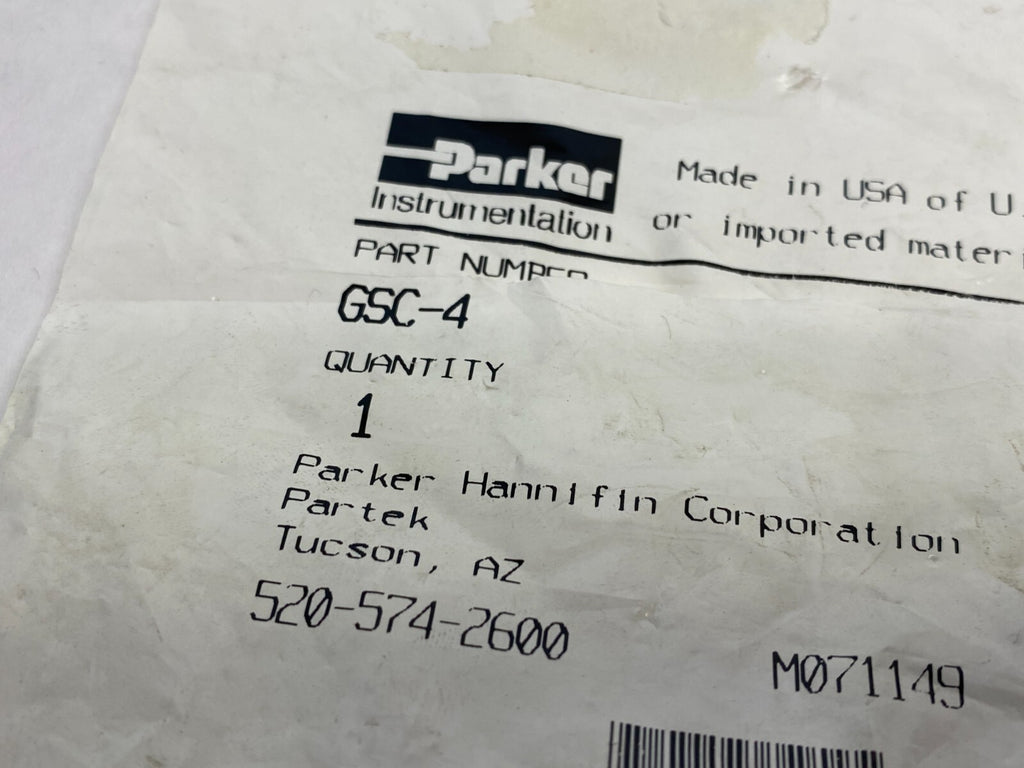 Parker
Instrumentation
Made in USA of U.
or imported mater
PART
GSC-4
QUANTITY
1
Parker Hannifin Corporation
Partek
Tucson, AZ
520-574-2600
M071149